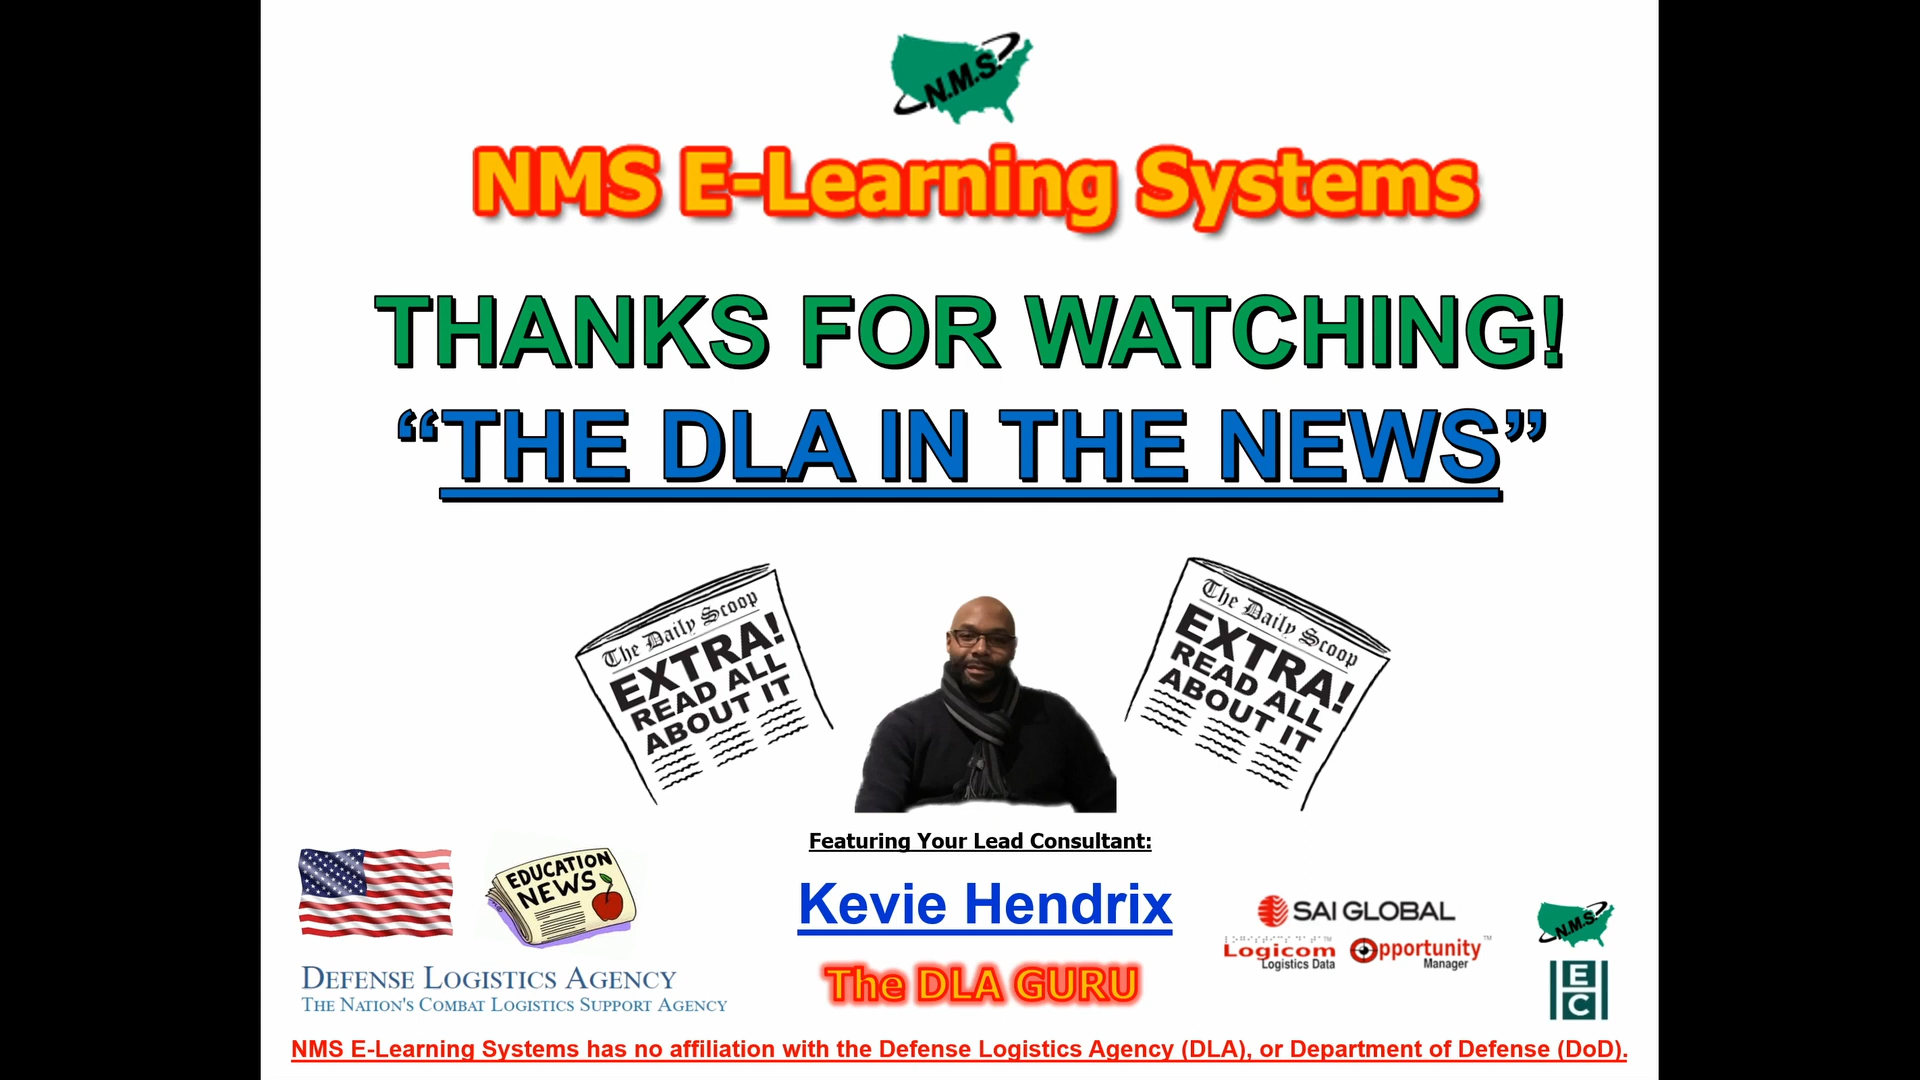 N.M.S.
NMS E-Learning Systems
THANKS FOR WATCHING!
“THE DLA IN THE NEWS”
The Daily Scoop
EXTRA!
READ ALL
ABOUT IT
The Daily Scoop
EXTRA!
READ ALL
ABOUT IT
Featuring Your Lead Consultant:
Kevie Hendrix
The DLA GURU
EDUCATION
NEWS
DEFENSE LOGISTICS AGENCY
THE NATION'S COMBAT LOGISTICS SUPPORT AGENCY
SAI GLOBAL
Logicom
Logistics Data
Opportunity™
Manager
N.M.S.
HEC
NMS E-Learning Systems has no affiliation with the Defense Logistics Agency (DLA), or Department of Defense (DoD).